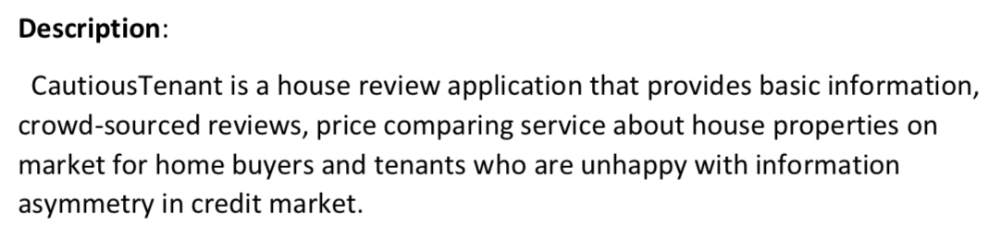 Description:
CautiousTenant is a house review application that provides basic information,
crowd-sourced reviews, price comparing service about house properties on
market for home buyers and tenants who are unhappy with information
asymmetry in credit market.